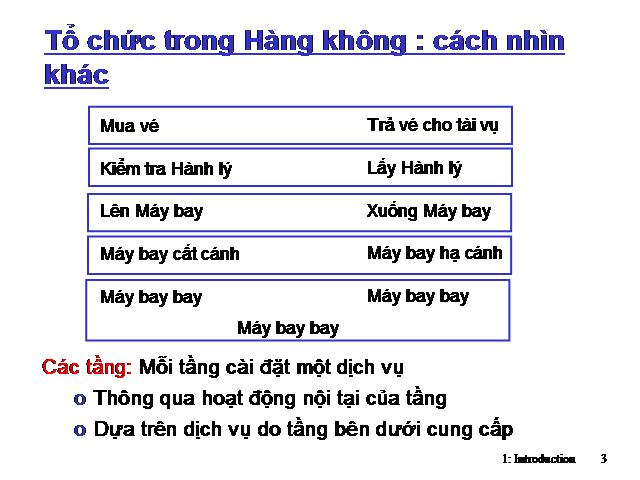 Tổ chức trong Hàng không : cách nhìn
khác
Mua vé Trả vé cho tài vụ
Kiểm tra Hành lý Lấy Hành lý
Lên Máy bay Xuống Máy bay
Máy bay cất cánh Máy bay hạ cánh
Máy bay bay Máy bay bay
Máy bay bay
Các tầng: Mỗi tầng cài đặt một dịch vụ
o Thông qua hoạt động nội tại của tầng
o Dựa trên dịch vụ do tầng bên dưới cung cấp
1: Introduction 3